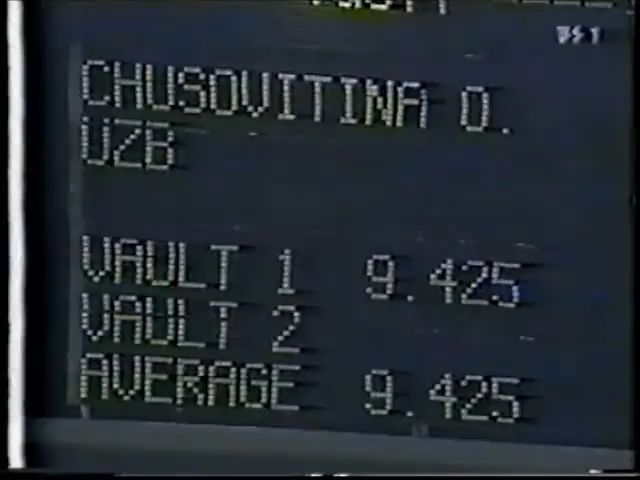 CHUSOVITINA O.
UZB
VAULT 1 9.425
VAULT 2
AVERAGE 9.425